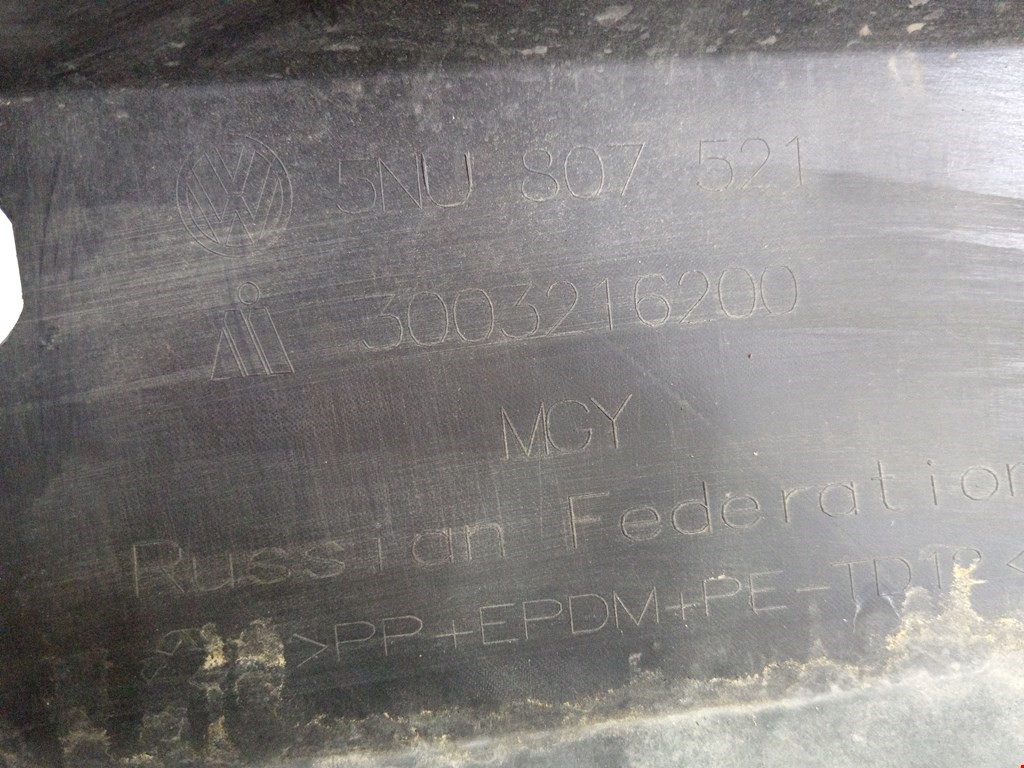 5NU 807 521
3003216200
MGY
Russian Federation
>PP+EPDM+PE-TD18<